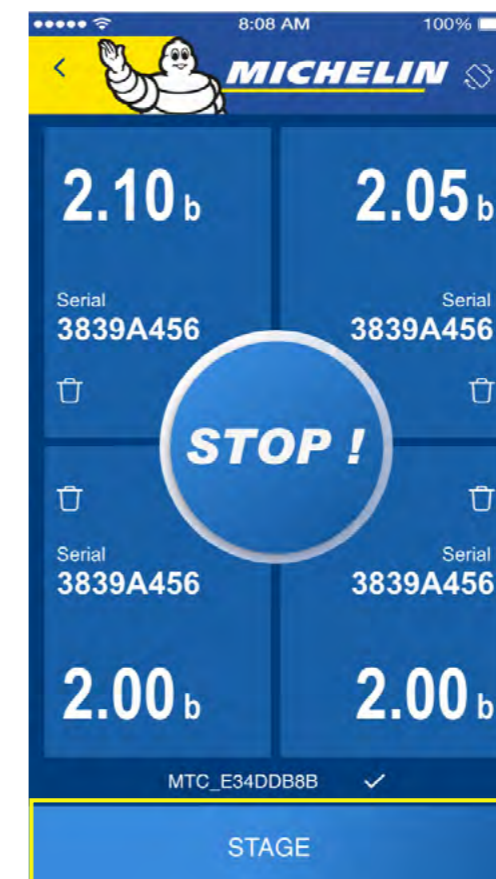 8:08 AM 100%
MICHELIN
2.10 b 2.05 b
Serial Serial
3839A456 3839A456
STOP !
Serial Serial
3839A456 3839A456
2.00 b 2.00 b
MTC_E34DDB8B
STAGE